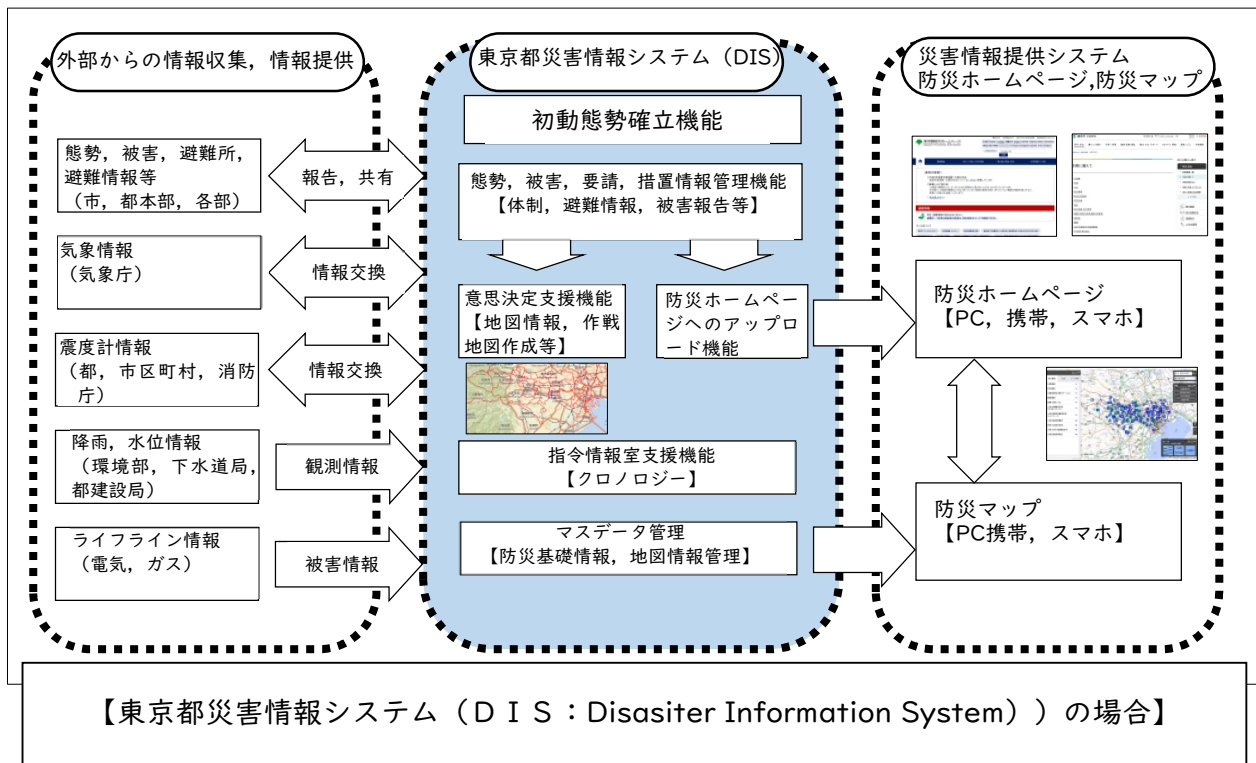 外部からの情報収集，情報提供
態勢，被害，避難所，
避難情報等
（市，都本部，各部）
報告，共有
気象情報
（気象庁）
情報交換
震度計情報
（都，市区町村，消防
庁）
情報交換
降雨，水位情報
（環境部，下水道局，
都建設局）
観測情報
ライフライン情報
（電気，ガス）
被害情報
東京都災害情報システム（DIS）
初動態勢確立機能
態勢，被害，要請，措置情報管理機能
【体制、避難情報，被害報告等】
意思決定支援機能
【地図情報，作戦
地図作成等】
防災ホームペー
ジへのアップロ
ード機能
指令情報室支援機能
【クロノロジー】
マスデータ管理
【防災基礎情報，地図情報管理】
災害情報提供システム
防災ホームページ,防災マップ
防災ホームページ
【PC，携帯，スマホ】
防災マップ
【PC携帯，スマホ】
【東京都災害情報システム（ＤＩＳ：Disasiter Information System））の場合】